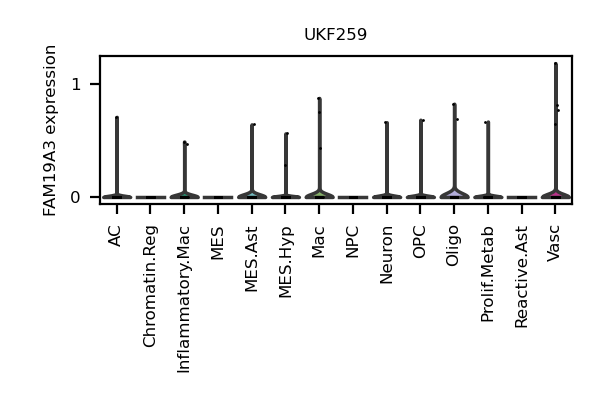 UKF259
FAM19A3 expression
1
0
AC
Chromatin.Reg
Inflammatory.Mac
MES
MES.Ast
MES.Hyp
Mac
NPC
Neuron
OPC
Oligo
Prolif.Metab
Reactive.Ast
Vasc